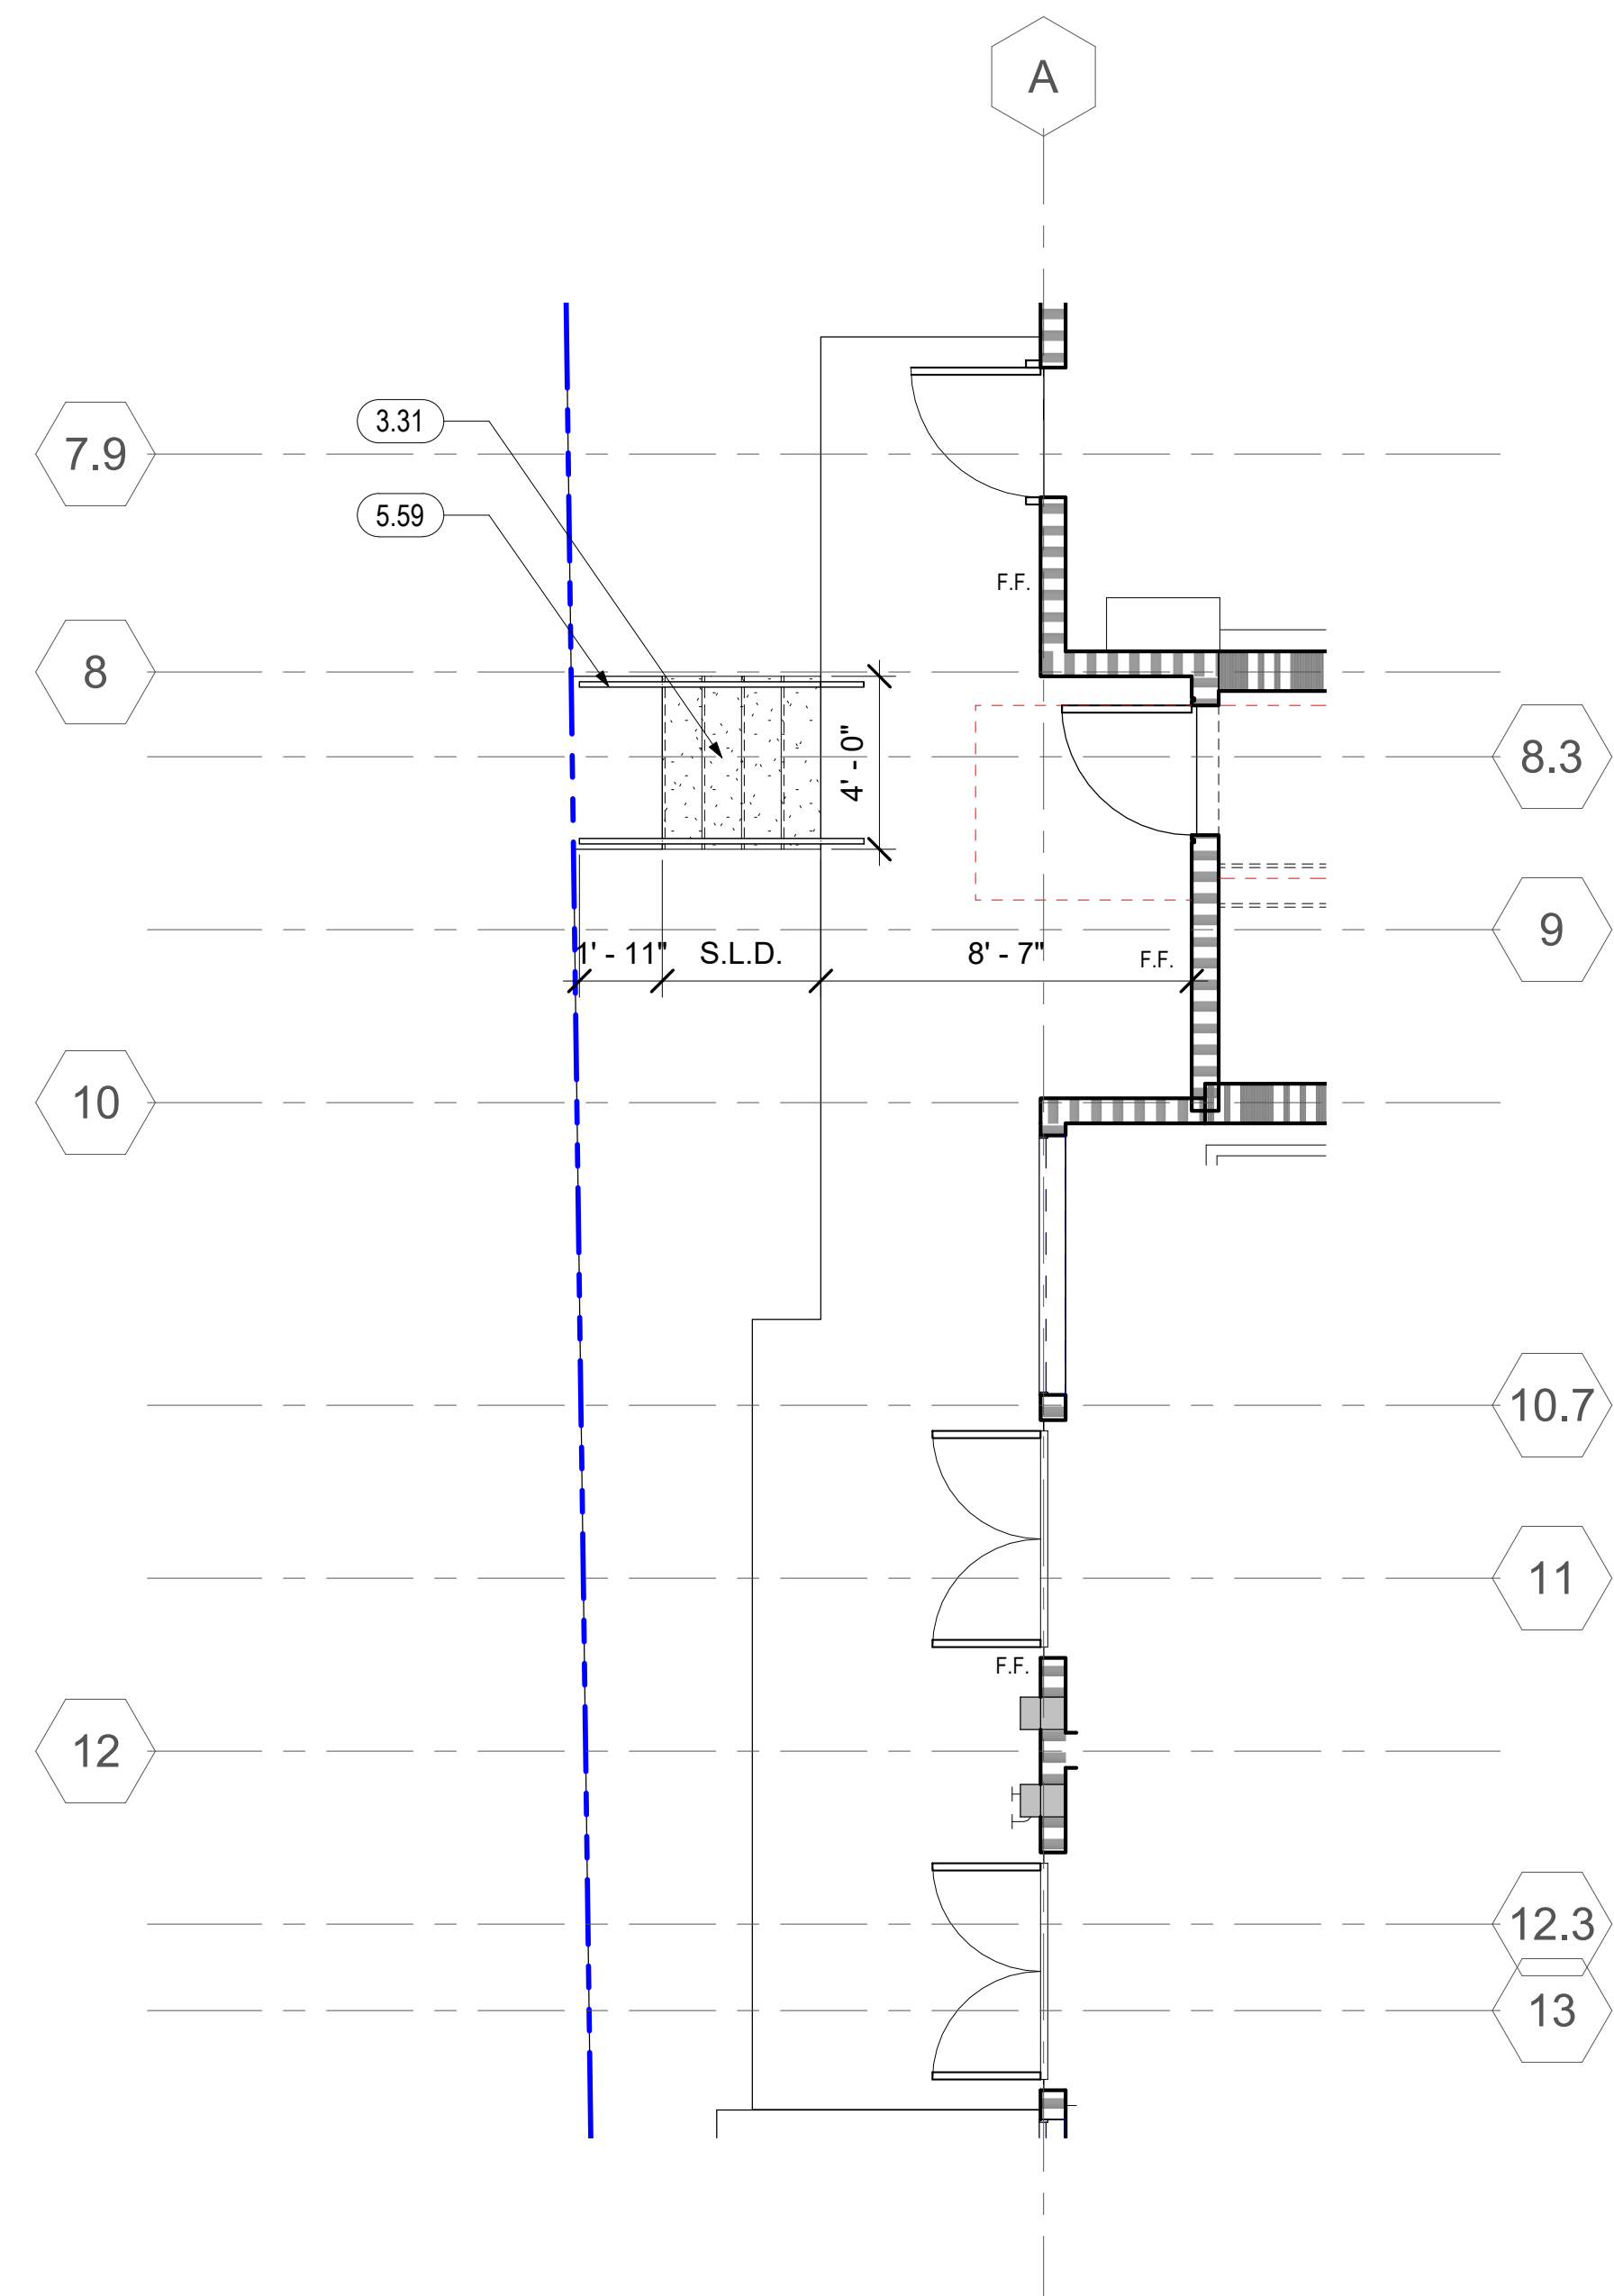 A
3.31
7.9
5.59
F.F.
8
4' - 0"
8.3
9
1' - 11"
S.L.D.
8' - 7"
F.F.
10
10.7
11
F.F.
12
12.3
13